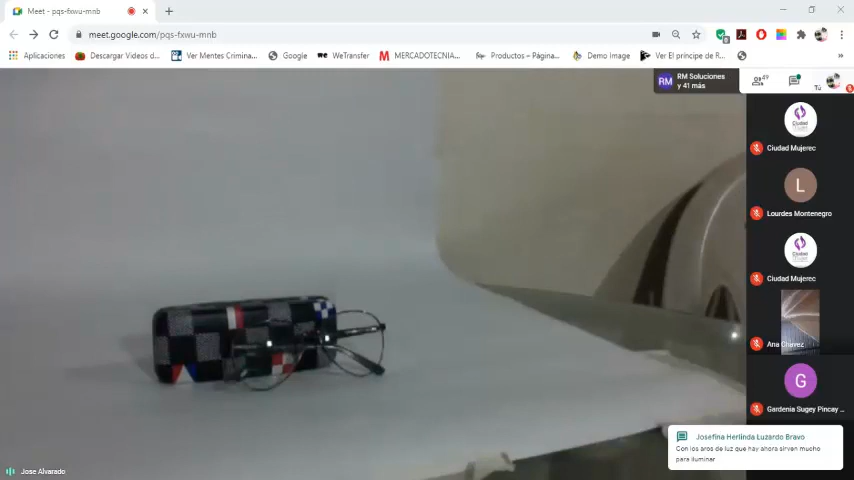 Meet - pqs-fxwu-mnb
meet.google.com/pqs-fxwu-mnb
Aplicaciones
Descargar Videos d...
Ver Mentes Crimina...
Google
WeTransfer
MERCADOTECNIA...
Productos – Página...
Demo Image
Ver El príncipe de R...
RM
RM Soluciones
y 41 más
49
Tú
Ciudad Mujerec
L
Lourdes Montenegro
Ciudad Mujerec
Ana Chavez
G
Gardenia Sugey Pincay ...
Josefina Herlinda Luzardo Bravo
Con los aros de luz que hay ahora sirven mucho
para iluminar
Jose Alvarado